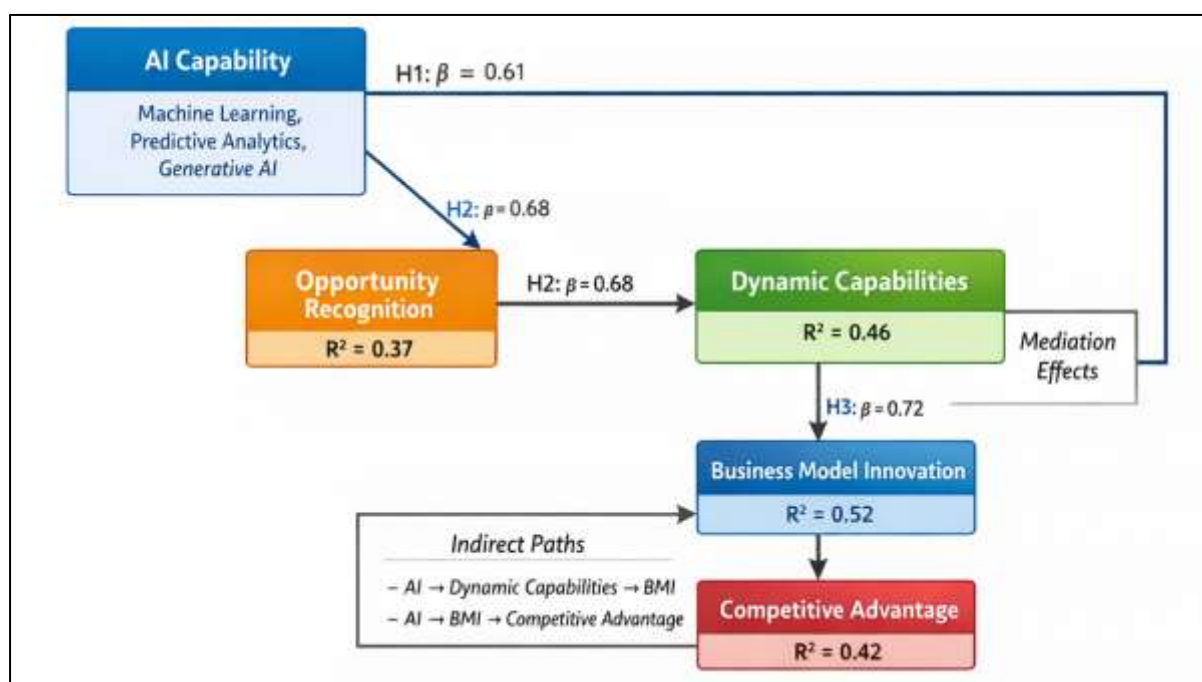 AI Capability
H1: β = 0.61
Machine Learning,
Predictive Analytics,
Generative AI
H2: β = 0.68
Opportunity
Recognition
R² = 0.37
H2: β = 0.68
Dynamic Capabilities
R² = 0.46
Mediation
Effects
H3: β = 0.72
Business Model Innovation
R² = 0.52
Indirect Paths
– AI → Dynamic Capabilities → BMI
– AI → BMI → Competitive Advantage
Competitive Advantage
R² = 0.42